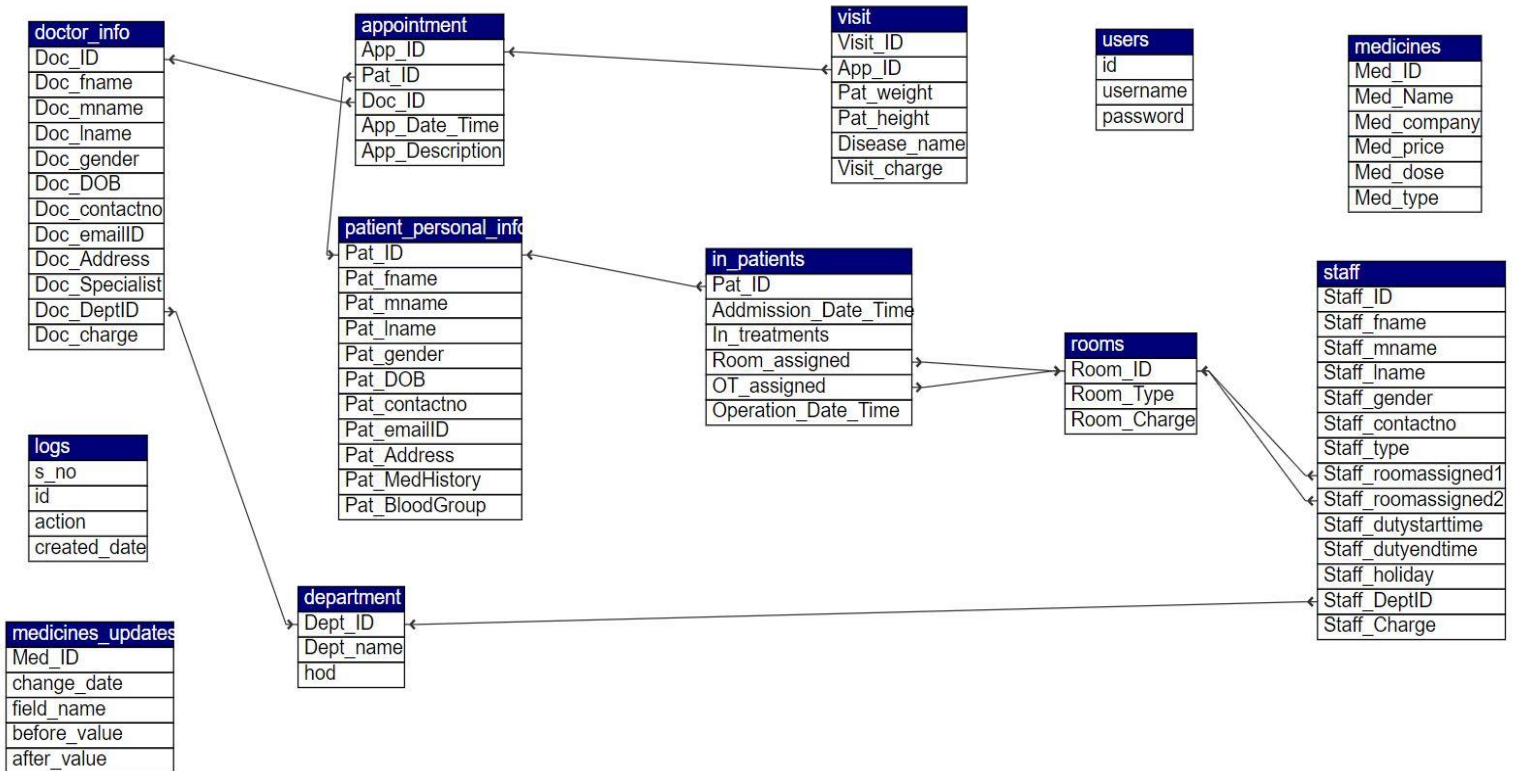 doctor_info
Doc_ID
Doc_fname
Doc_mname
Doc_lname
Doc_gender
Doc_DOB
Doc_contactno
Doc_emailID
Doc_Address
Doc_Specialist
Doc_DeptID
Doc_charge
appointment
App_ID
Pat_ID
Doc_ID
App_Date_Time
App_Description
visit
Visit_ID
App_ID
Pat_weight
Pat_height
Disease_name
Visit_charge
users
id
username
password
medicines
Med_ID
Med_Name
Med_company
Med_price
Med_dose
Med_type
patient_personal_info
Pat_ID
Pat_fname
Pat_mname
Pat_lname
Pat_gender
Pat_DOB
Pat_contactno
Pat_emailID
Pat_Address
Pat_MedHistory
Pat_BloodGroup
in_patients
Pat_ID
Addmission_Date_Time
In_treatments
Room_assigned
OT_assigned
Operation_Date_Time
rooms
Room_ID
Room_Type
Room_Charge
staff
Staff_ID
Staff_fname
Staff_mname
Staff_lname
Staff_gender
Staff_contactno
Staff_type
Staff_roomassigned1
Staff_roomassigned2
Staff_dutystarttime
Staff_dutyendtime
Staff_holiday
Staff_DeptID
Staff_Charge
logs
s_no
id
action
created_date
department
Dept_ID
Dept_name
hod
medicines_updates
Med_ID
change_date
field_name
before_value
after_value